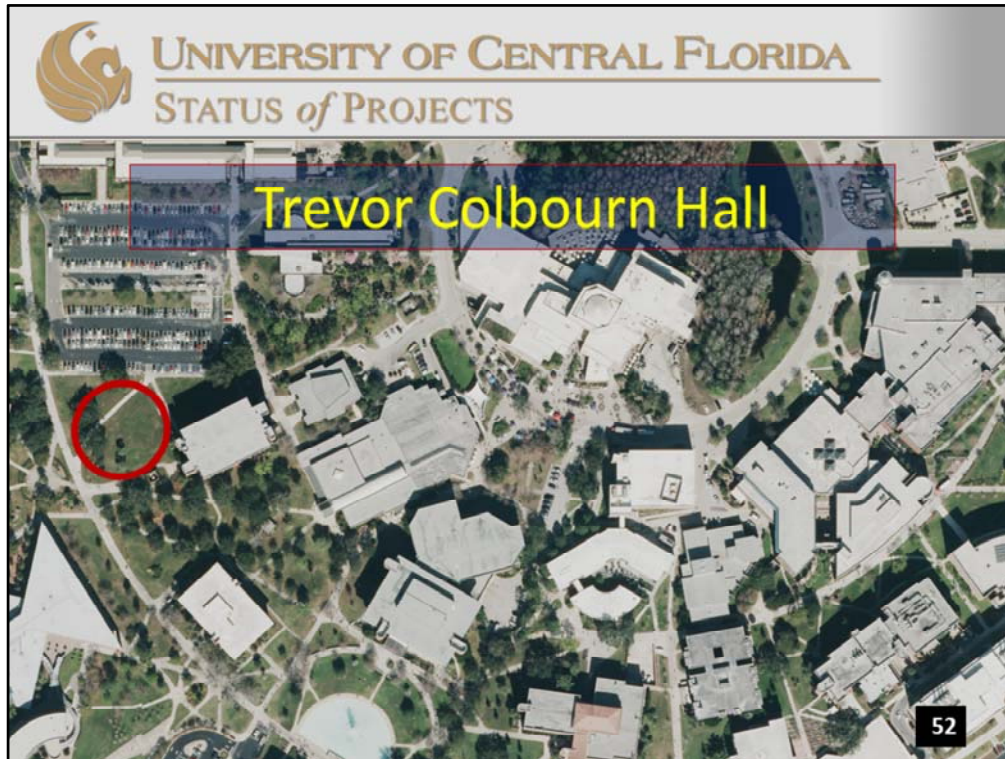 UNIVERSITY OF CENTRAL FLORIDA
STATUS of PROJECTS
Trevor Colbourn Hall
52